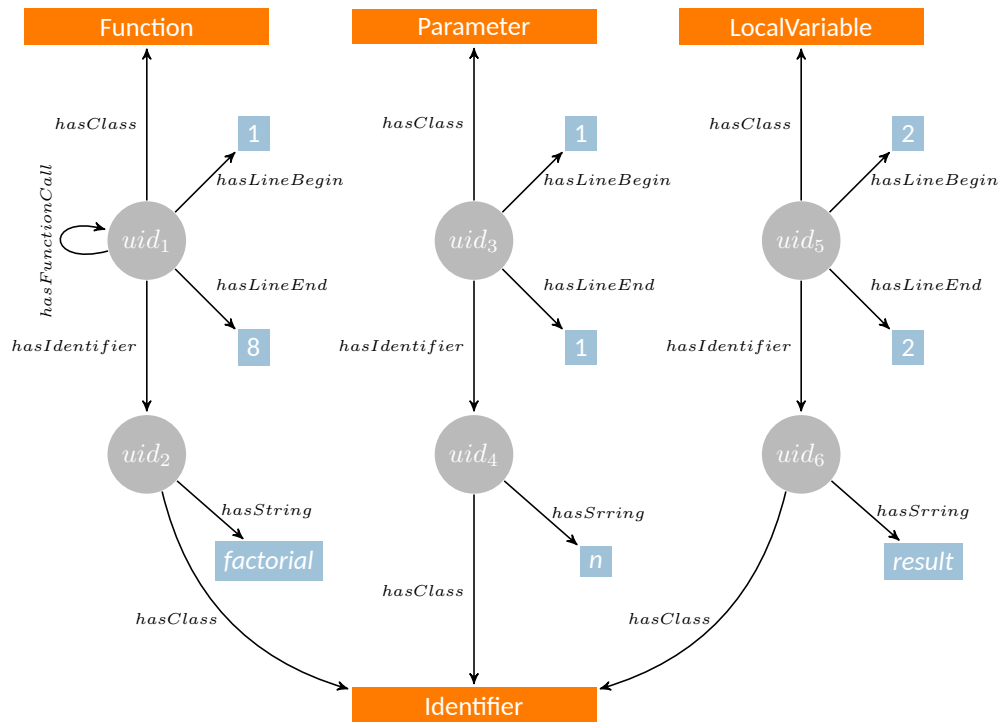 Function
Parameter
LocalVariable
hasClass
hasClass
hasClass
1
1
2
hasLineBegin
hasLineBegin
hasLineBegin
hasFunctionCall
uid₁
uid₃
uid₅
hasLineEnd
hasLineEnd
hasLineEnd
hasIdentifier
8
hasIdentifier
1
hasIdentifier
2
uid₂
uid₄
uid₆
hasString
hasSrring
hasSrring
factorial
n
result
hasClass
hasClass
hasClass
Identifier